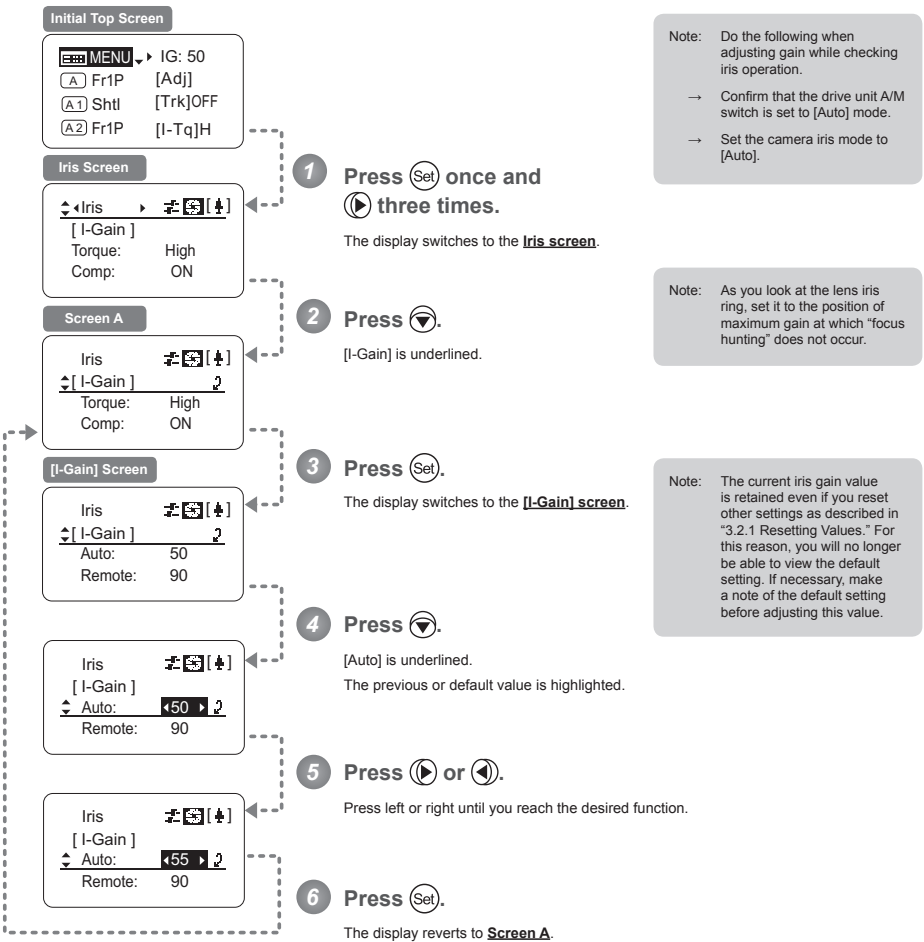 Initial Top Screen
MENU IG: 50
A Fr1P [Adj]
A1 Shtl [Trk]OFF
A2 Fr1P [I-Tq]H
Iris Screen
Iris
[ I-Gain ]
Torque: High
Comp: ON
Screen A
Iris
[ I-Gain ]
Torque: High
Comp: ON
[I-Gain] Screen
Iris
[ I-Gain ]
Auto: 50
Remote: 90
Iris
[ I-Gain ]
Auto: 50
Remote: 90
Iris
[ I-Gain ]
Auto: 55
Remote: 90
1 Press Set once and
three times.
The display switches to the Iris screen.
2 Press .
[I-Gain] is underlined.
3 Press Set.
The display switches to the [I-Gain] screen.
4 Press .
[Auto] is underlined.
The previous or default value is highlighted.
5 Press or .
Press left or right until you reach the desired function.
6 Press Set.
The display reverts to Screen A.
Note: Do the following when
adjusting gain while checking
iris operation.
→ Confirm that the drive unit A/M
switch is set to [Auto] mode.
→ Set the camera iris mode to
[Auto].
Note: As you look at the lens iris
ring, set it to the position of
maximum gain at which “focus
hunting” does not occur.
Note: The current iris gain value
is retained even if you reset
other settings as described in
“3.2.1 Resetting Values.” For
this reason, you will no longer
be able to view the default
setting. If necessary, make
a note of the default setting
before adjusting this value.